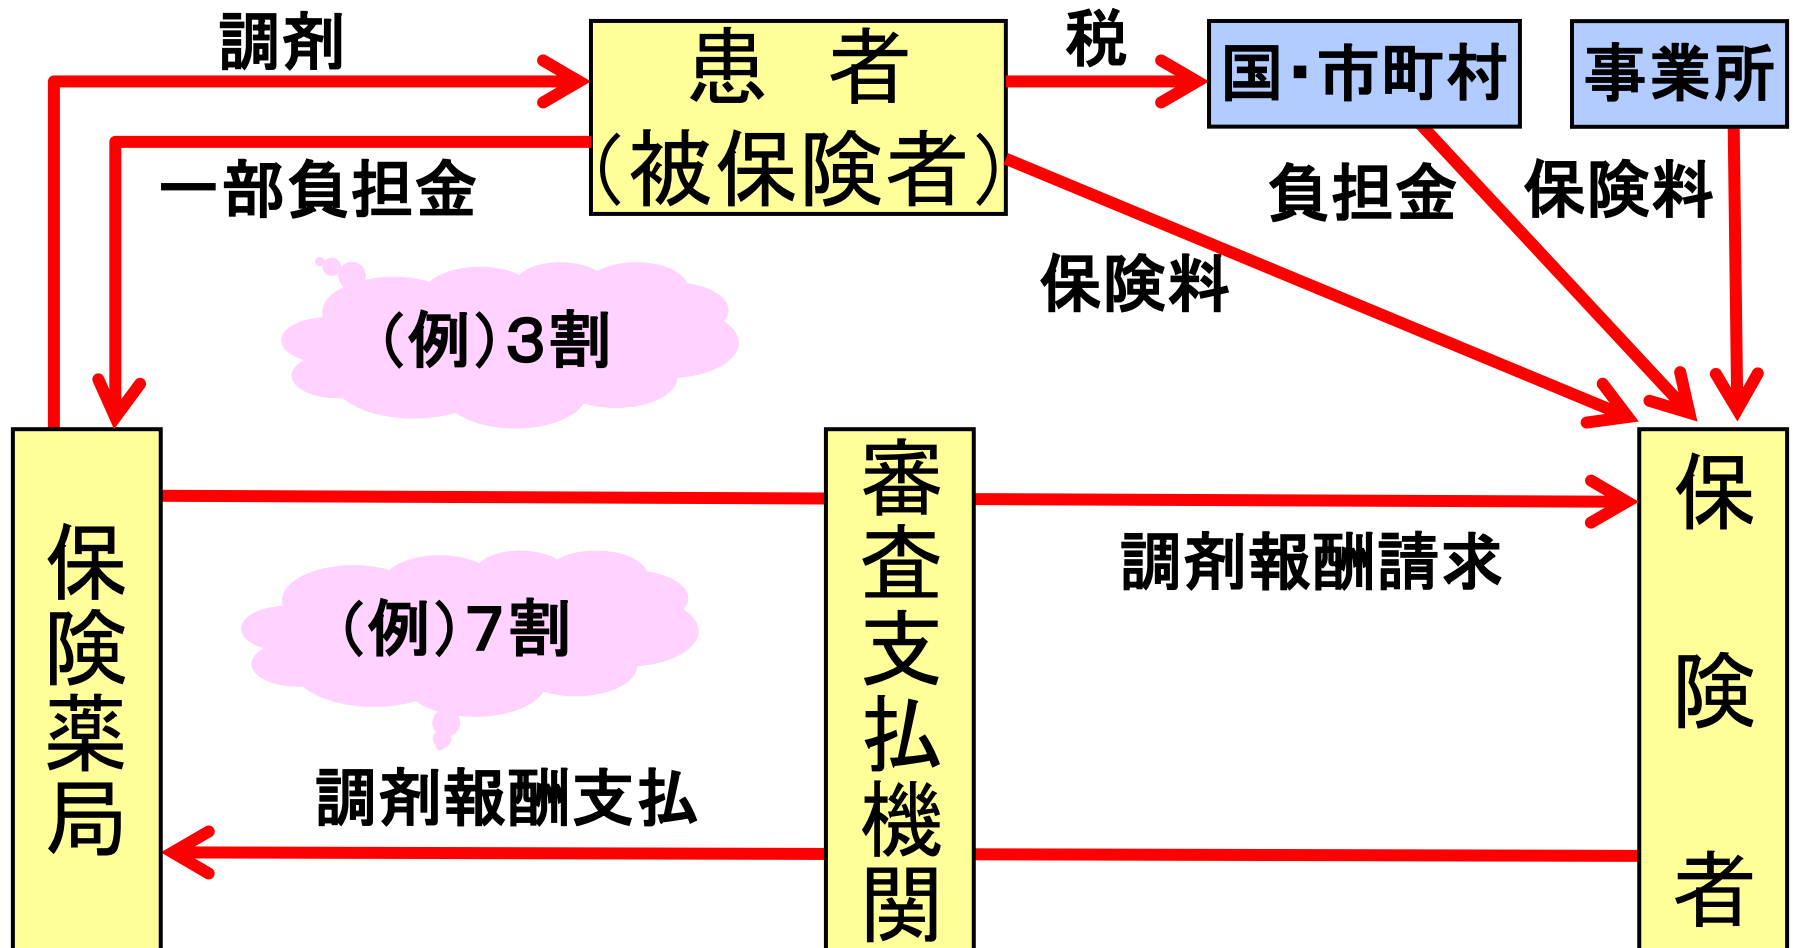 調剤
患　者
（被保険者）
税
国・市町村
事業所
一部負担金
負担金
保険料
保険料
（例）３割
保険薬局
審査支払機関
保険者
調剤報酬請求
（例）７割
調剤報酬支払